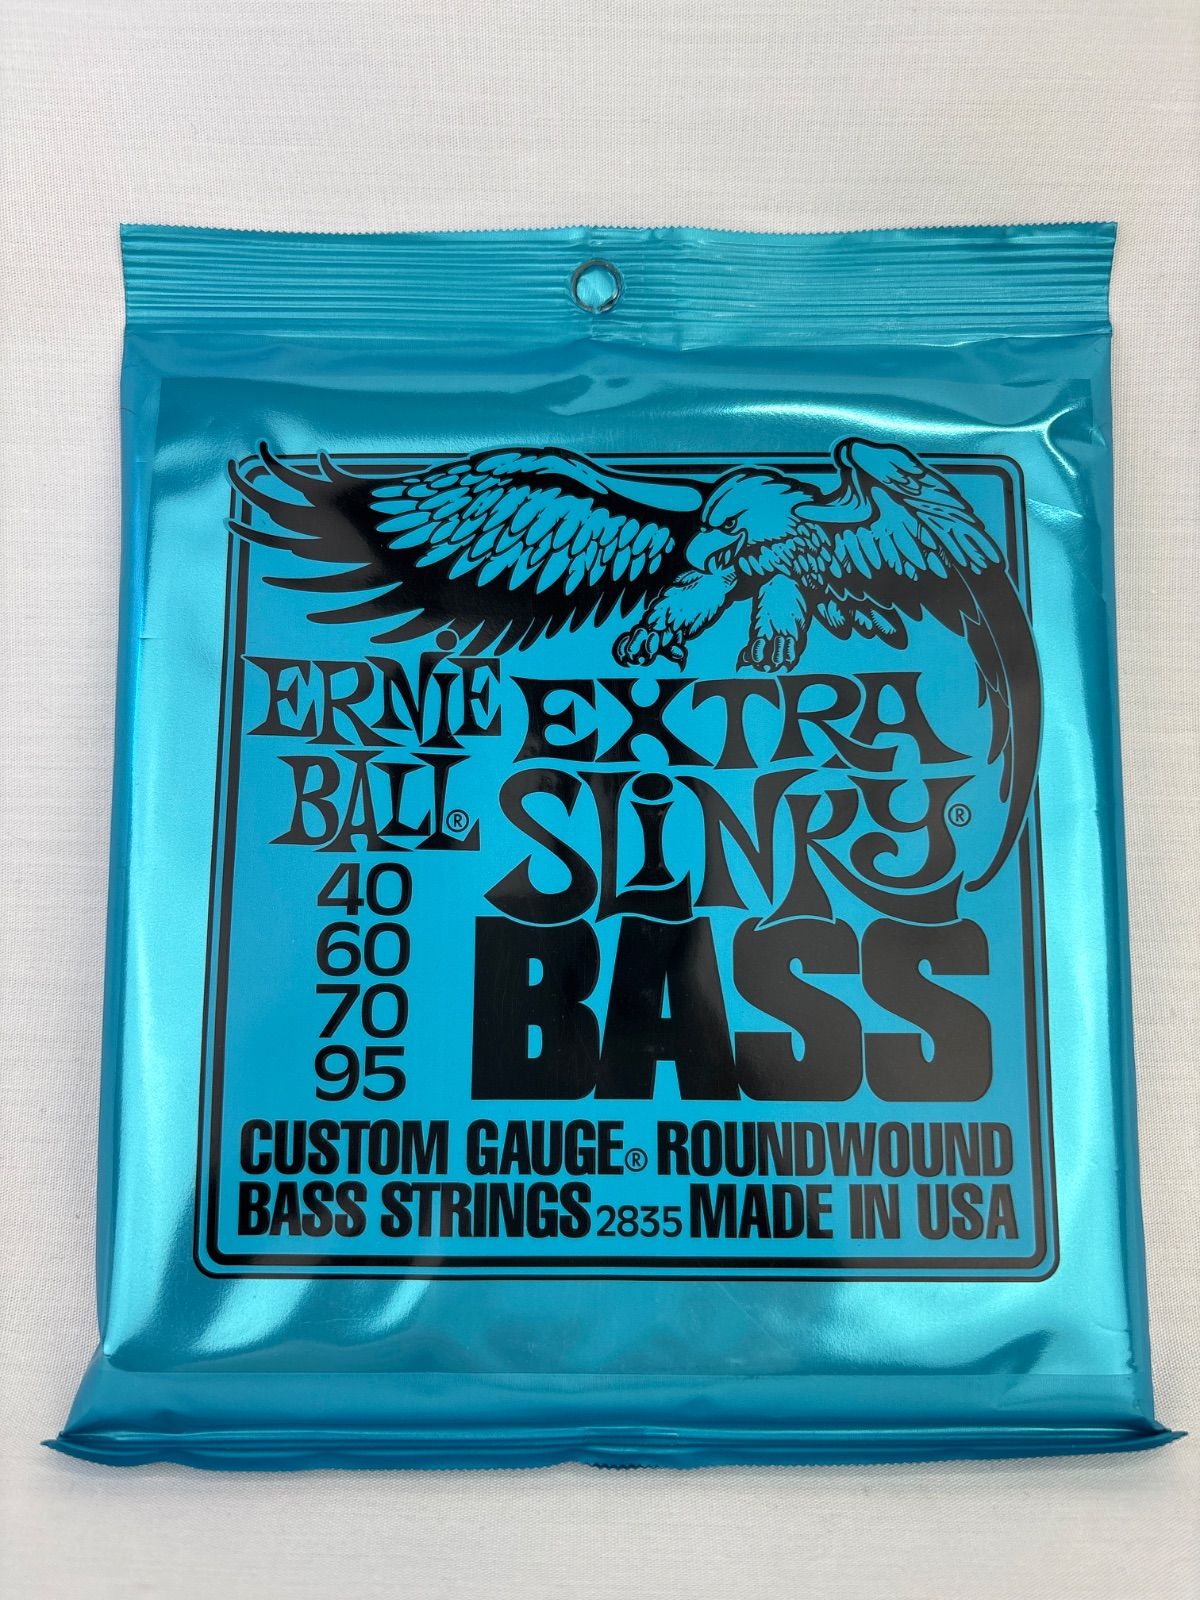 ERNiE
BALL®
EXTRA
SLiNKY®
BASS
40
60
70
95
CUSTOM GAUGE® ROUNDWOUND
BASS STRINGS 2835 MADE IN USA